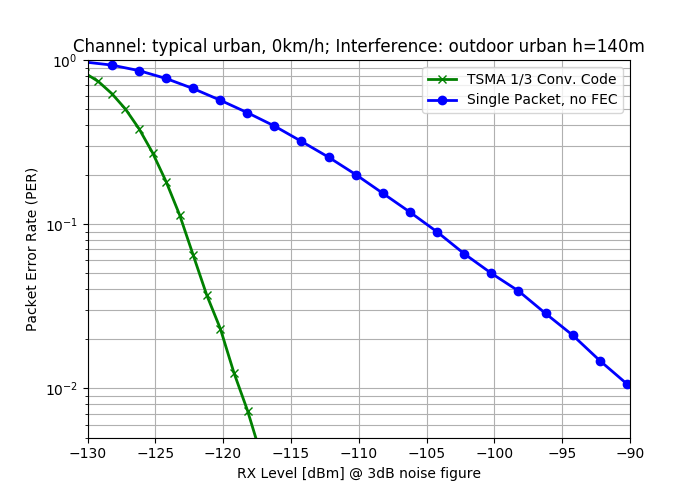 Channel: typical urban, 0km/h; Interference: outdoor urban h=140m
TSMA 1/3 Conv. Code
Single Packet, no FEC
Packet Error Rate (PER)
10⁰
10⁻¹
10⁻²
−130 −125 −120 −115 −110 −105 −100 −95 −90
RX Level [dBm] @ 3dB noise figure